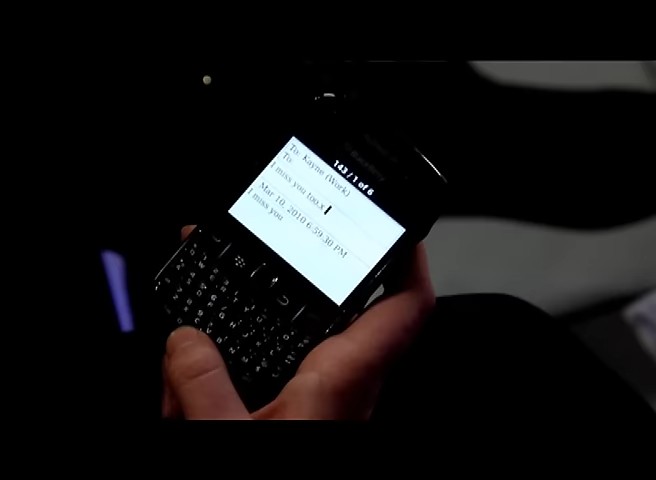 143 / 1 of 6
To: Kayne (Work)
To:
I miss you too.x
Mar 10, 2010 6:59:30 PM
I miss you